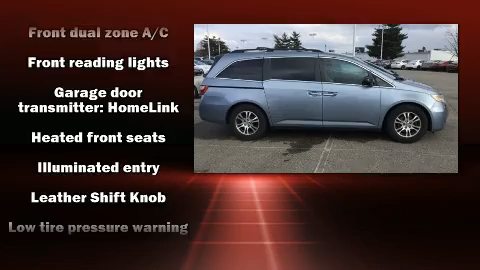 Front dual zone A/C
Front reading lights
Garage door
transmitter: HomeLink
Heated front seats
Illuminated entry
Leather Shift Knob
Low tire pressure warning